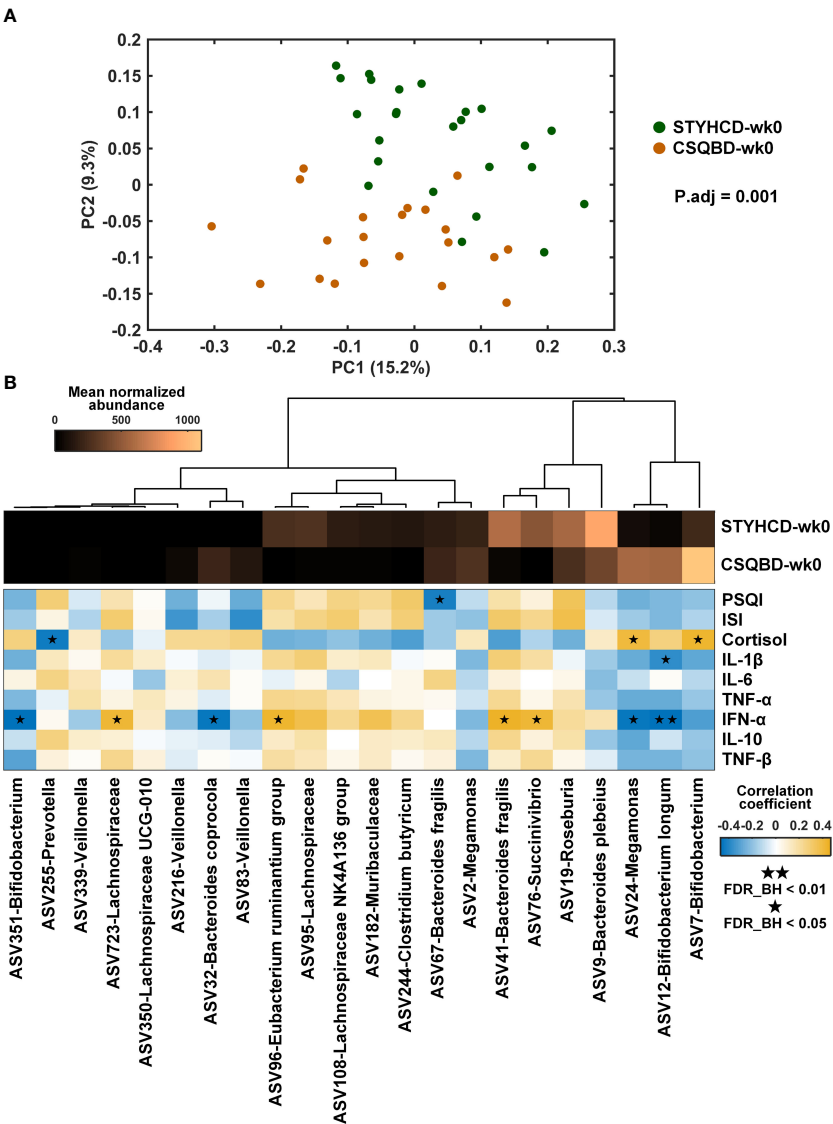 A
0.2
0.15
0.1
0.05
0
-0.05
-0.1
-0.15
-0.2
PC2 (9.3%)
-0.4 -0.3 -0.2 -0.1 0 0.1 0.2 0.3
PC1 (15.2%)
STYHCD-wk0
CSQBD-wk0
P.adj = 0.001
B
Mean normalized
abundance
0 500 1000
STYHCD-wk0
CSQBD-wk0
PSQI
ISI
Cortisol
IL-1β
IL-6
TNF-α
IFN-α
IL-10
TNF-β
ASV351-Bifidobacterium
ASV255-Prevotella
ASV339-Veillonella
ASV723-Lachnospiraceae
ASV350-Lachnospiraceae UCG-010
ASV216-Veillonella
ASV32-Bacteroides coprocola
ASV83-Veillonella
ASV96-Eubacterium ruminantium group
ASV95-Lachnospiraceae
ASV108-Lachnospiraceae NK4A136 group
ASV182-Muribaculaceae
ASV244-Clostridium butyricum
ASV67-Bacteroides fragilis
ASV2-Megamonas
ASV41-Bacteroides fragilis
ASV76-Succinivibrio
ASV19-Roseburia
ASV9-Bacteroides plebeius
ASV24-Megamonas
ASV12-Bifidobacterium longum
ASV7-Bifidobacterium
Correlation
coefficient
-0.4 -0.2 0 0.2 0.4
★★
FDR_BH < 0.01
★
FDR_BH < 0.05